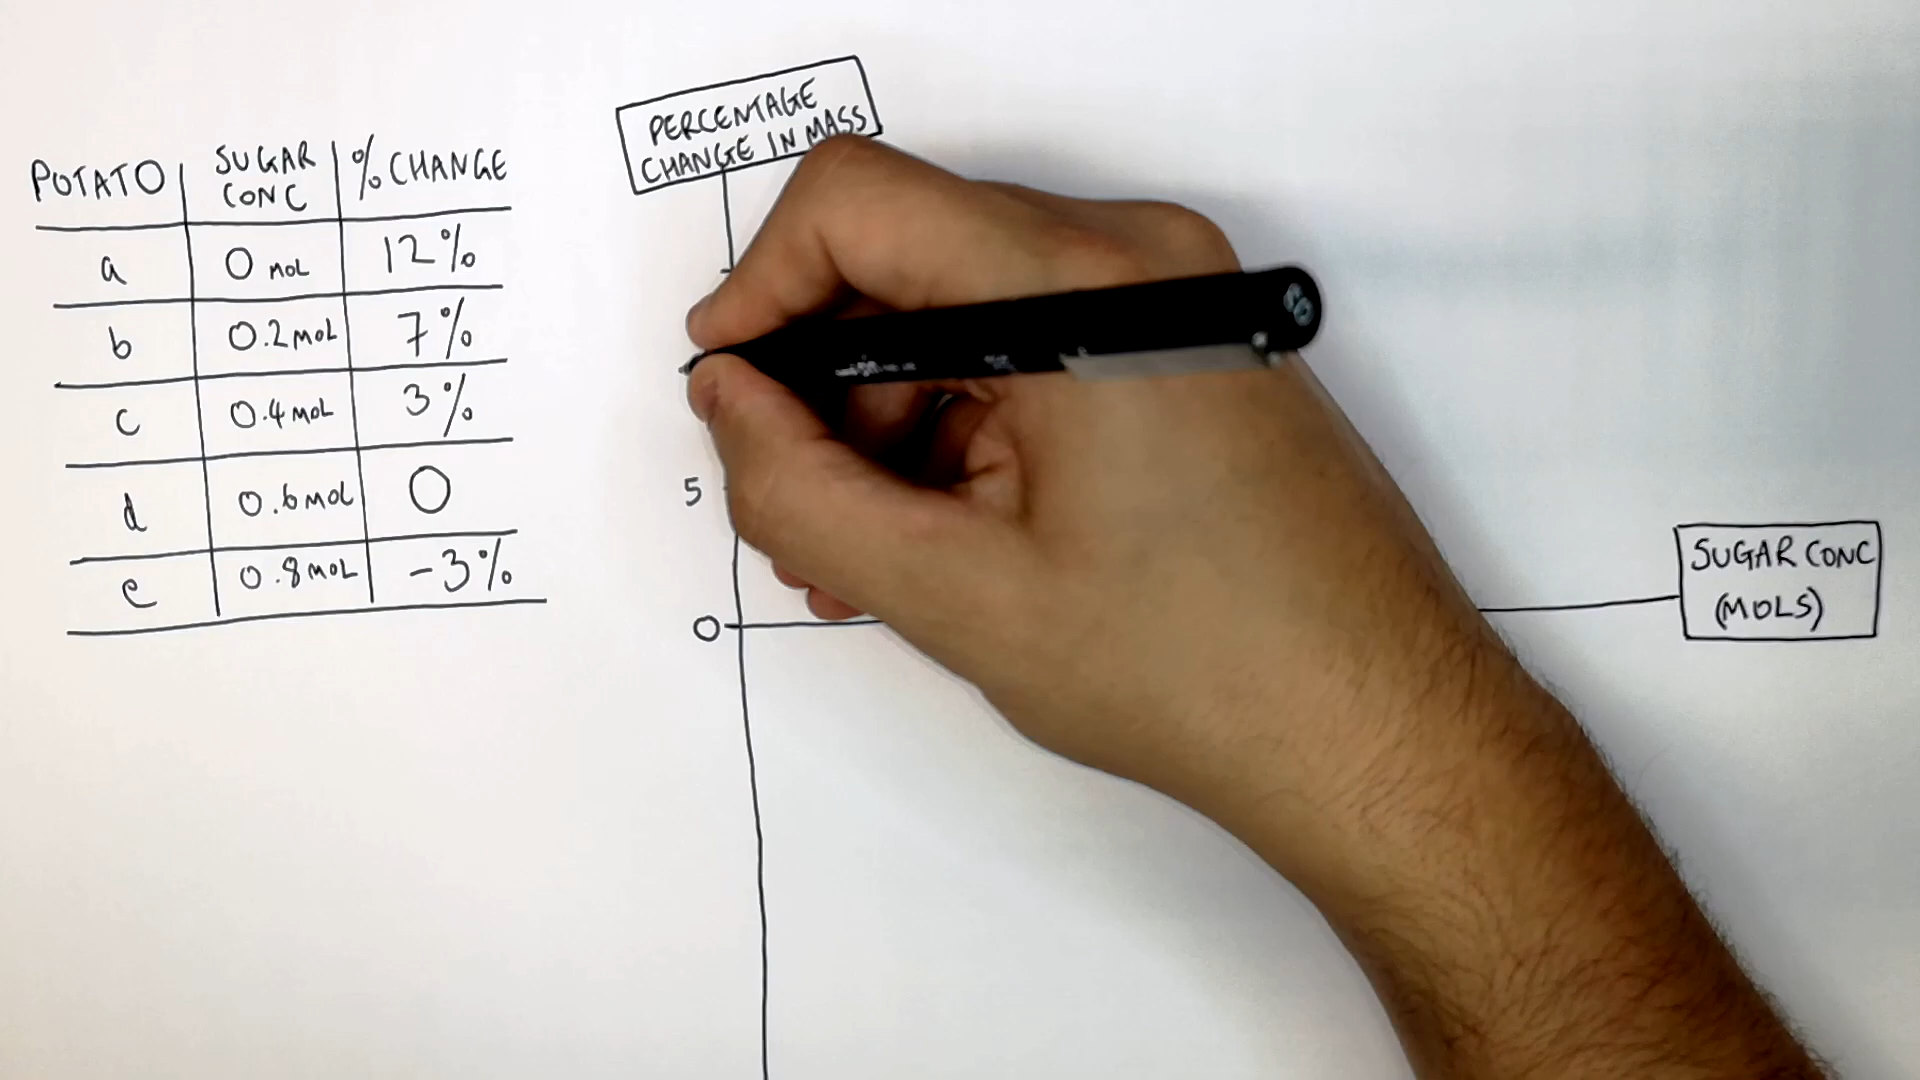 POTATO SUGAR CONC % CHANGE
a 0 MOL 12%
b 0.2 MOL 7%
c 0.4 MOL 3%
d 0.6 MOL 0
e 0.8 MOL -3%
PERCENTAGE
CHANGE IN MASS
5
0
SUGAR CONC
(MOLS)